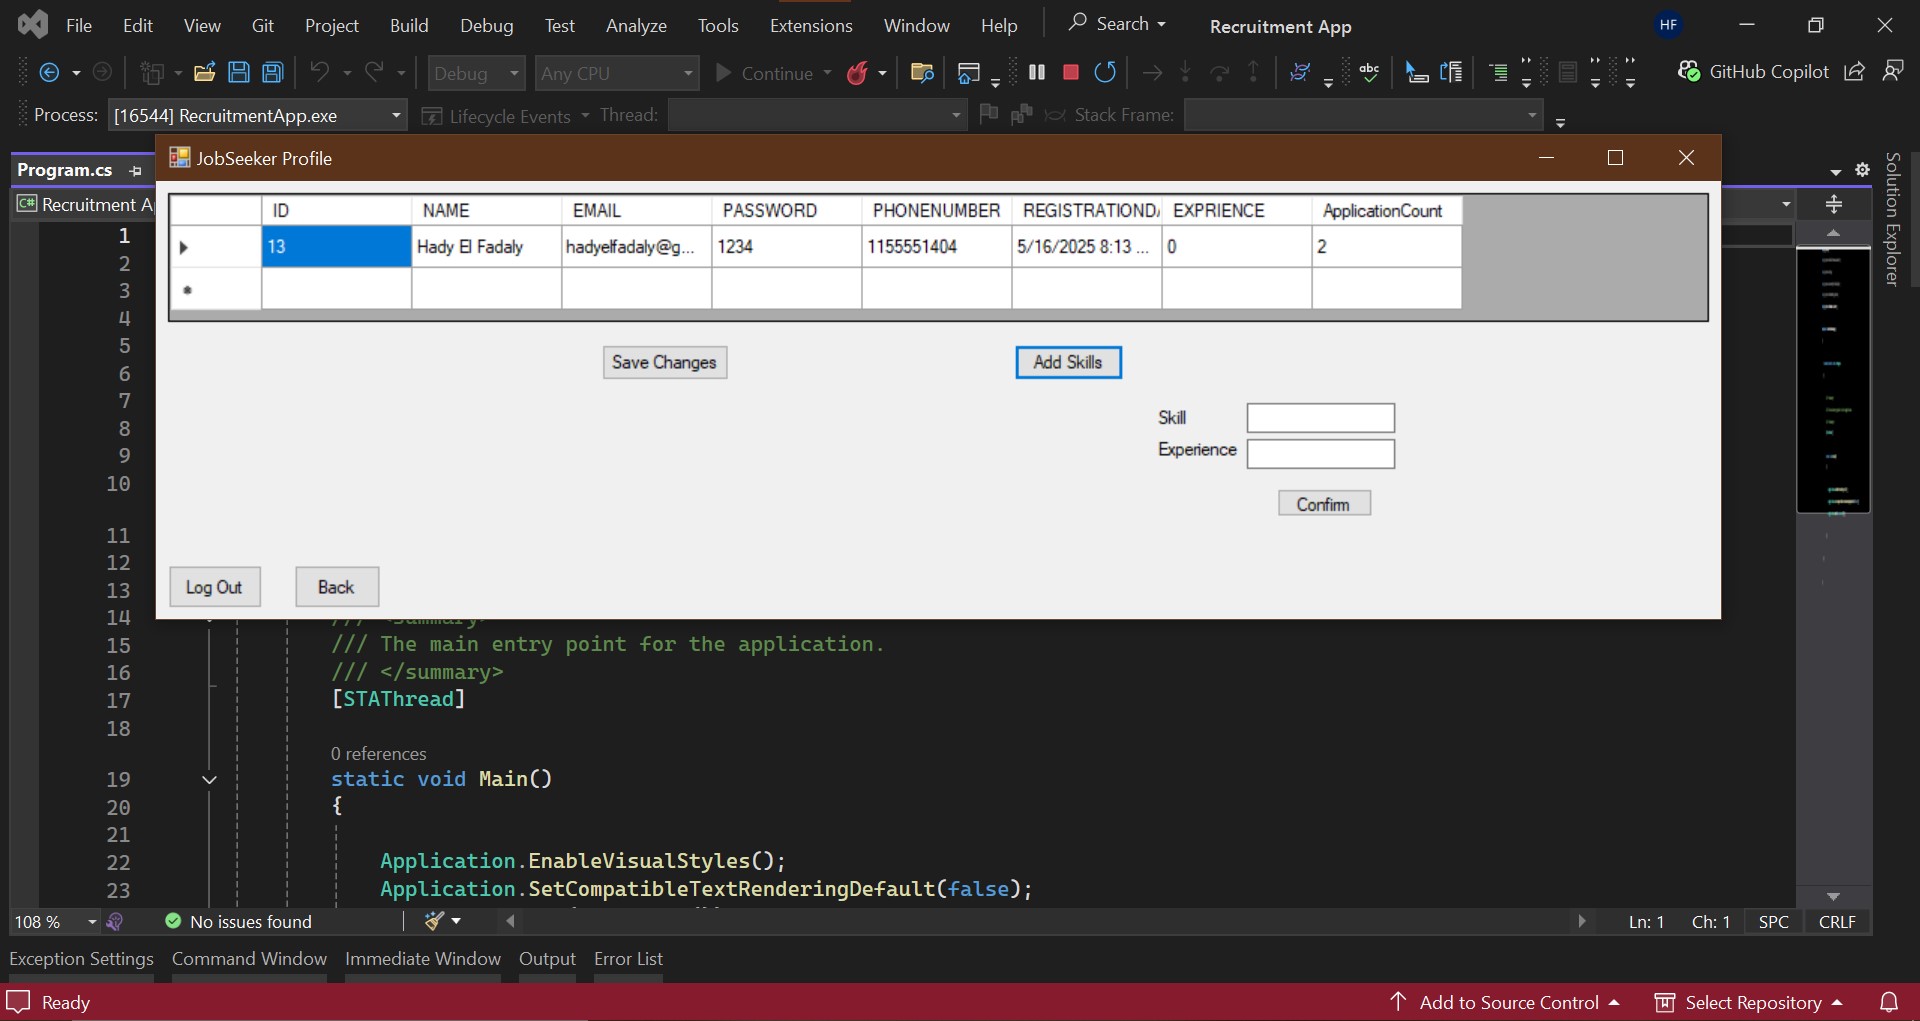 File Edit View Git Project Build Debug Test Analyze Tools Extensions Window Help Search Recruitment App HF
Debug Any CPU Continue abc GitHub Copilot
Process: [16544] RecruitmentApp.exe Lifecycle Events Thread: Stack Frame:
JobSeeker Profile
Program.cs
C# Recruitment A
Solution Explorer
ID NAME EMAIL PASSWORD PHONENUMBER REGISTRATIONDA EXPRIENCE ApplicationCount
13 Hady El Fadaly hadyelfadaly@g... 1234 1155551404 5/16/2025 8:13 ... 0 2
Save Changes Add Skills
Skill
Experience
Confirm
Log Out Back
1
2
3
4
5
6
7
8
9
10
11
12
13
14 /// <summary>
15 /// The main entry point for the application.
16 /// </summary>
17 [STAThread]
18
0 references
19 static void Main()
20 {
21
22 Application.EnableVisualStyles();
23 Application.SetCompatibleTextRenderingDefault(false);
108 % No issues found Ln: 1 Ch: 1 SPC CRLF
Exception Settings Command Window Immediate Window Output Error List
Ready Add to Source Control Select Repository